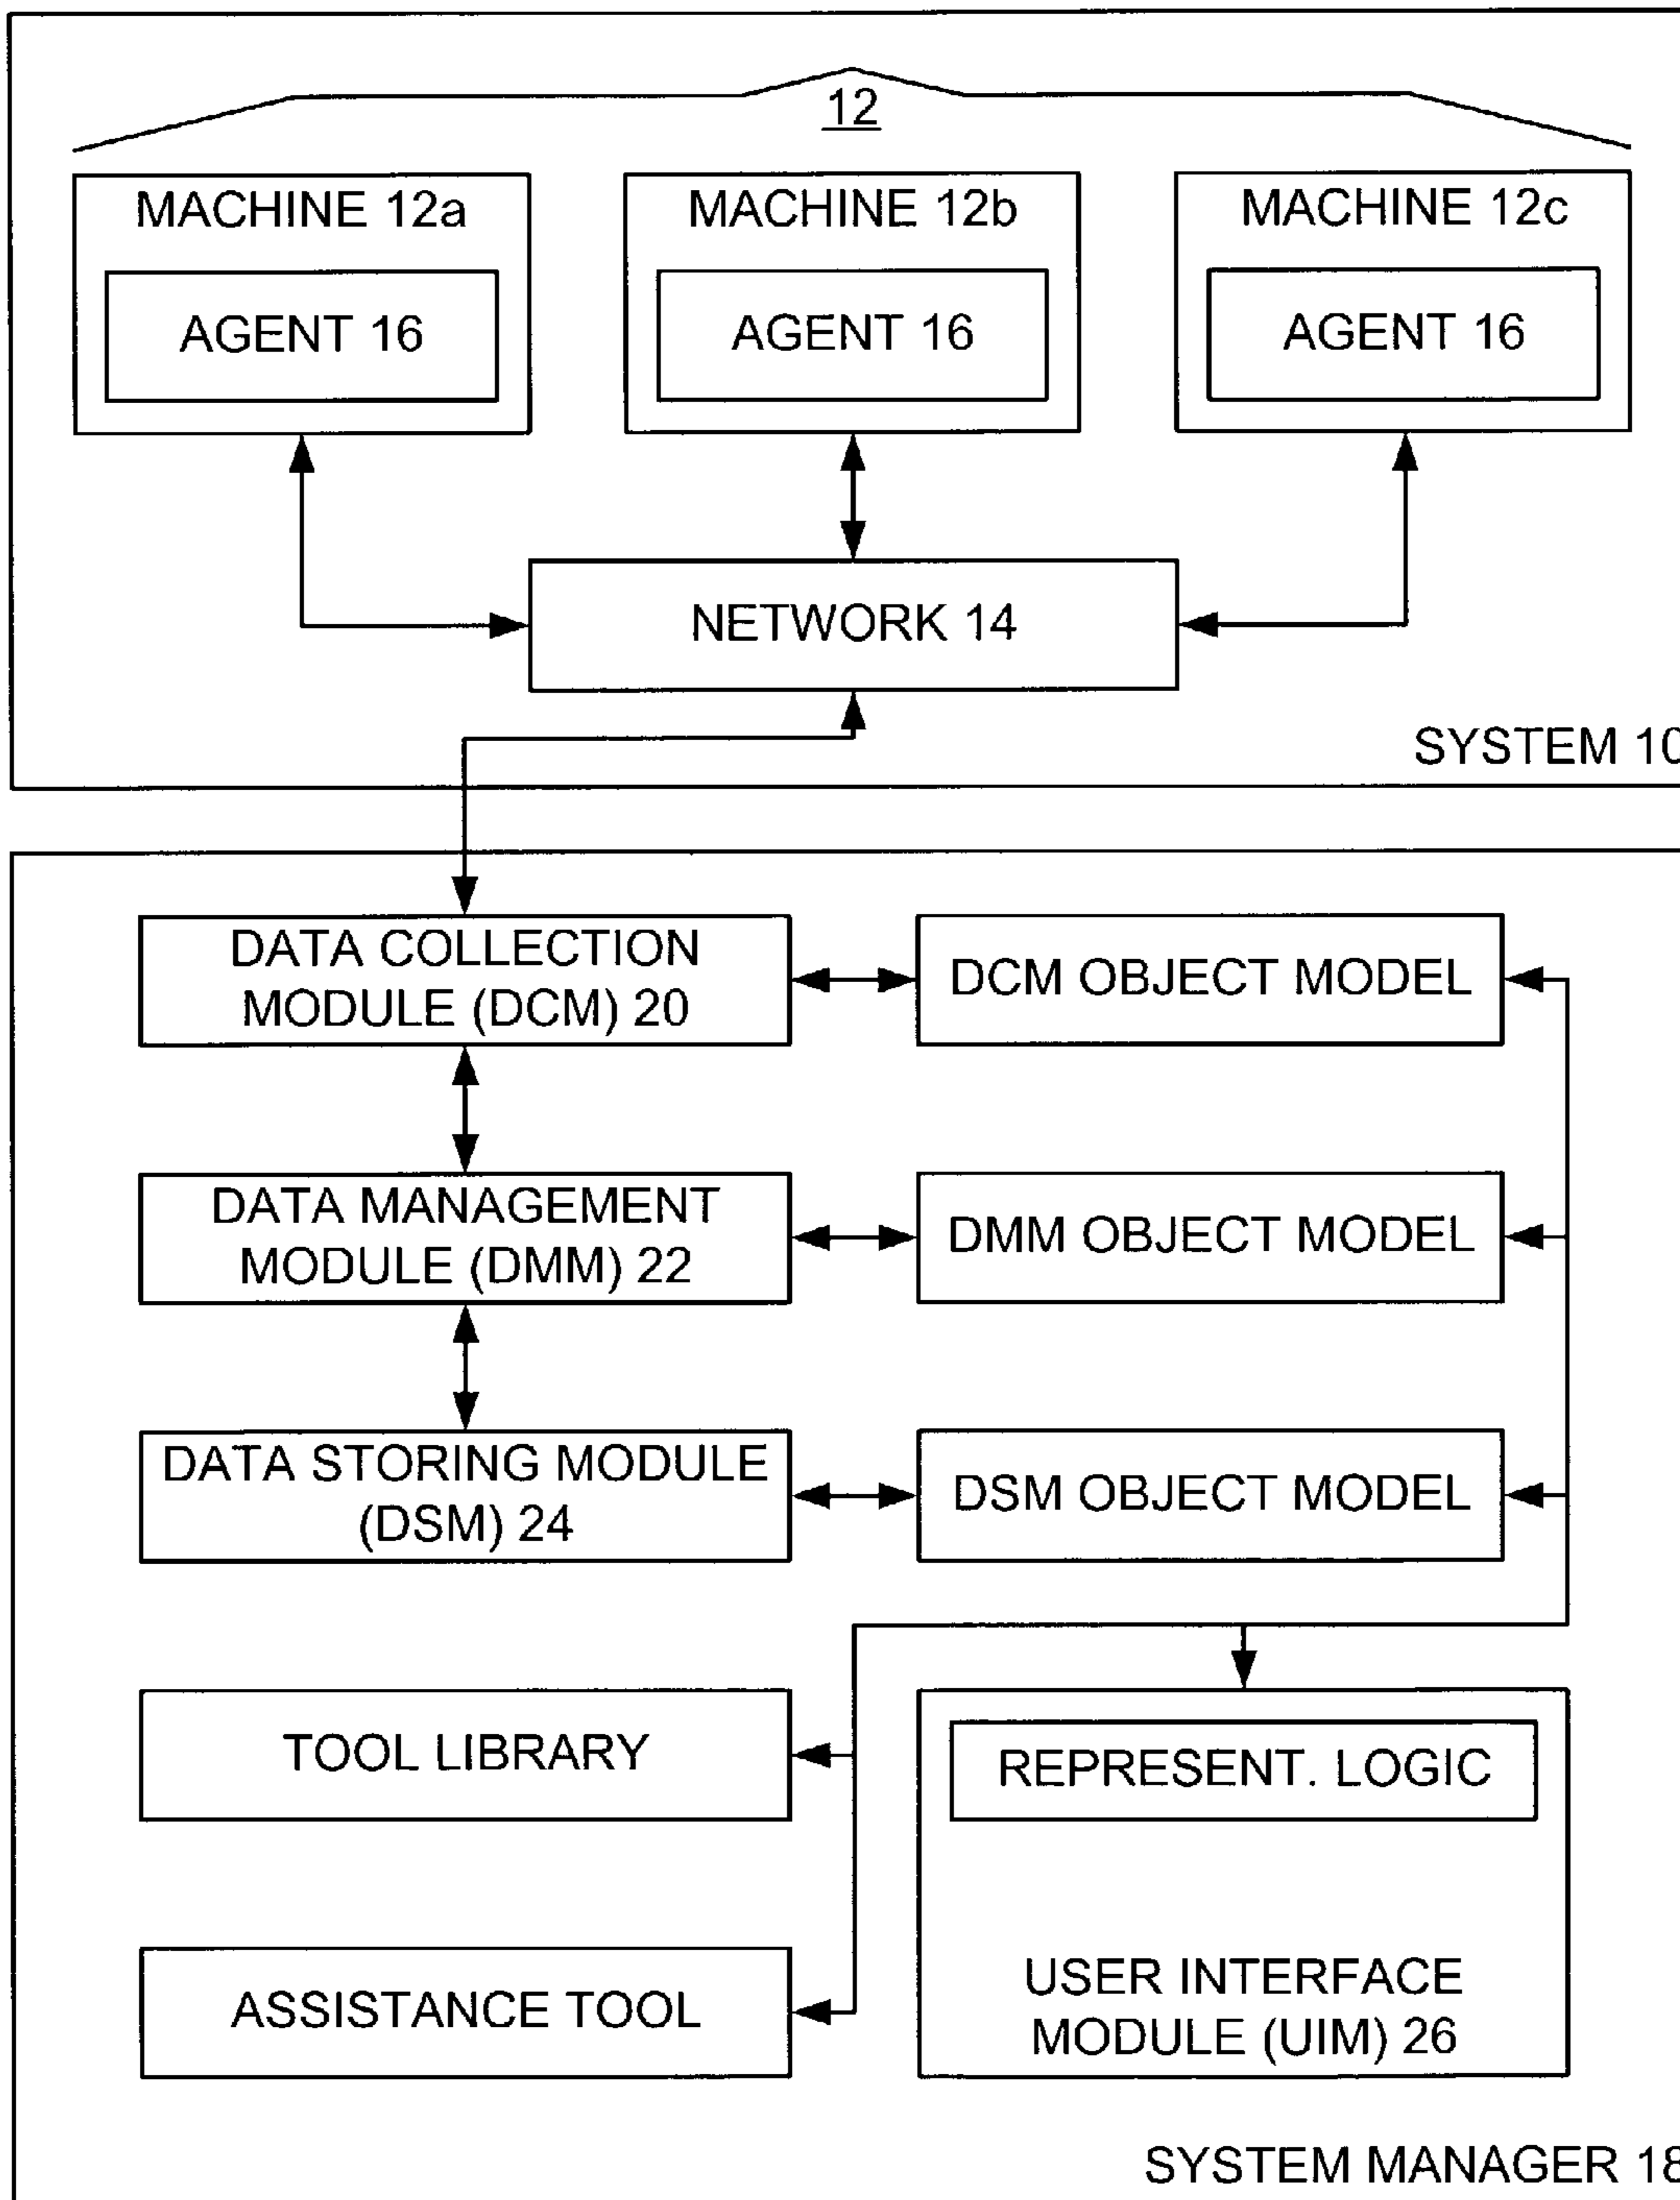 12
MACHINE 12a
MACHINE 12b
MACHINE 12c
AGENT 16
AGENT 16
AGENT 16
NETWORK 14
SYSTEM 10
DATA COLLECTION
MODULE (DCM) 20
DCM OBJECT MODEL
DATA MANAGEMENT
MODULE (DMM) 22
DMM OBJECT MODEL
DATA STORING MODULE
(DSM) 24
DSM OBJECT MODEL
TOOL LIBRARY
REPRESENT. LOGIC
ASSISTANCE TOOL
USER INTERFACE
MODULE (UIM) 26
SYSTEM MANAGER 18